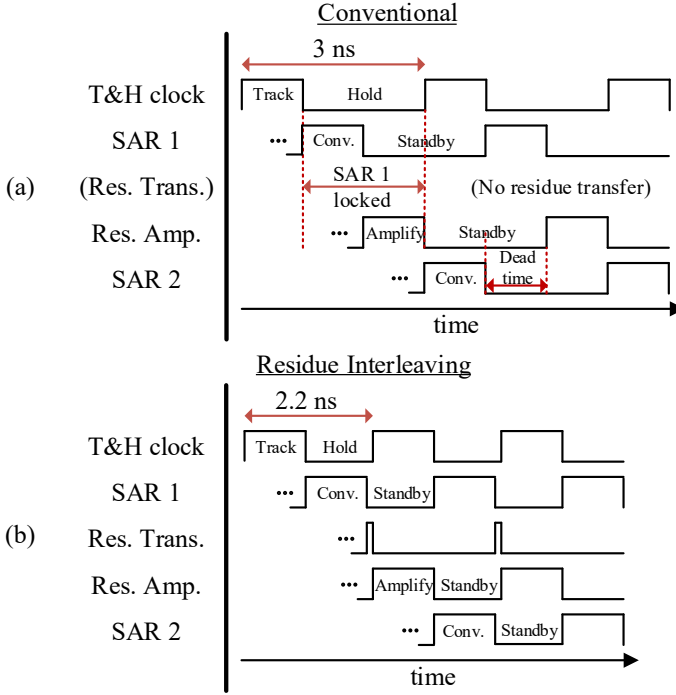 Conventional
3 ns
T&H clock
Track
Hold
SAR 1
...
Conv.
Standby
(a)
(Res. Trans.)
SAR 1
locked
(No residue transfer)
Res. Amp.
...
Amplify
Standby
SAR 2
...
Conv.
Dead
time
time
Residue Interleaving
2.2 ns
T&H clock
Track
Hold
SAR 1
...
Conv.
Standby
(b)
Res. Trans.
...
Res. Amp.
...
Amplify
Standby
SAR 2
...
Conv.
Standby
time